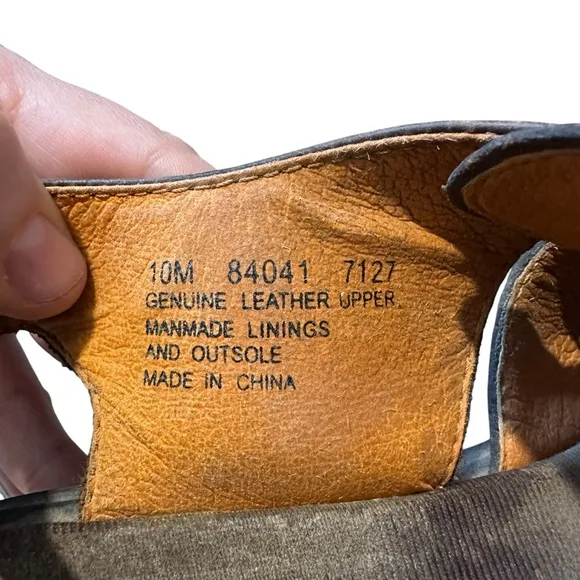 10M 84041 7127
GENUINE LEATHER UPPER.
MANMADE LININGS
AND OUTSOLE
MADE IN CHINA